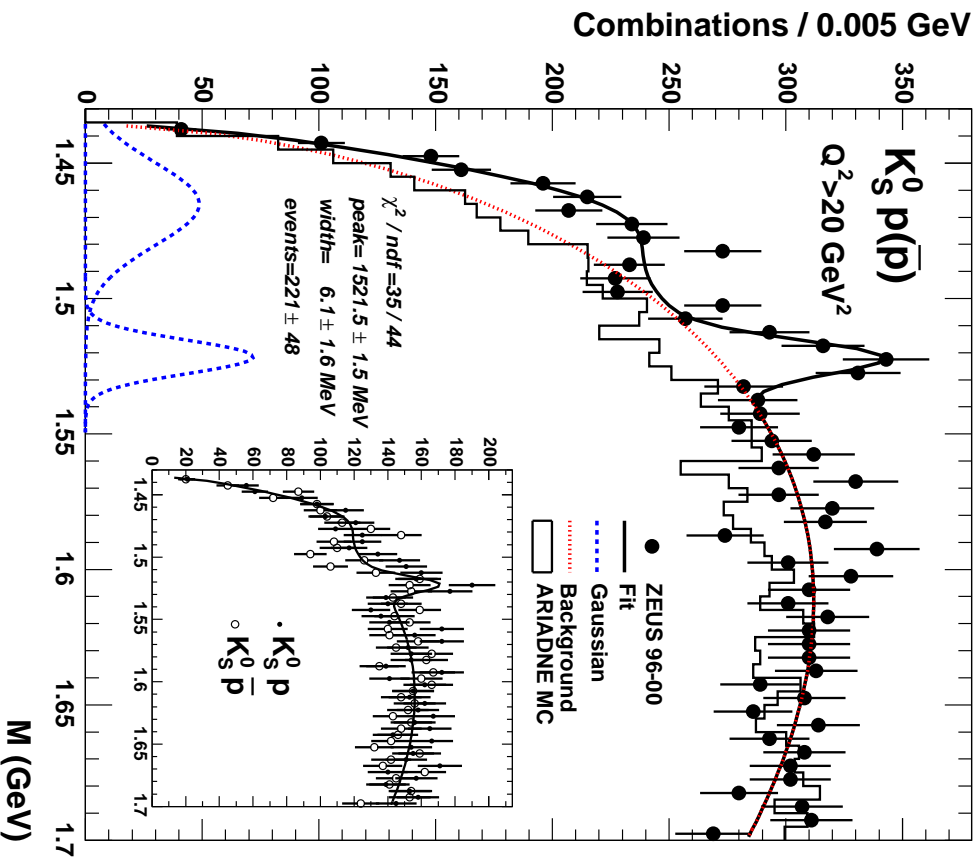 Combinations / 0.005 GeV
350
300
250
200
150
100
50
0
K⁰_S p(p̄)
Q²>20 GeV²
χ² / ndf =35 / 44
peak= 1521.5 ± 1.5 MeV
width= 6.1 ± 1.6 MeV
events=221 ± 48
ZEUS 96-00
Fit
Gaussian
Background
ARIADNE MC
200
180
160
140
120
100
80
60
40
20
0
K⁰_S p
K⁰_S p̄
1.45
1.5
1.55
1.6
1.65
1.7
1.45
1.5
1.55
1.6
1.65
1.7
M (GeV)